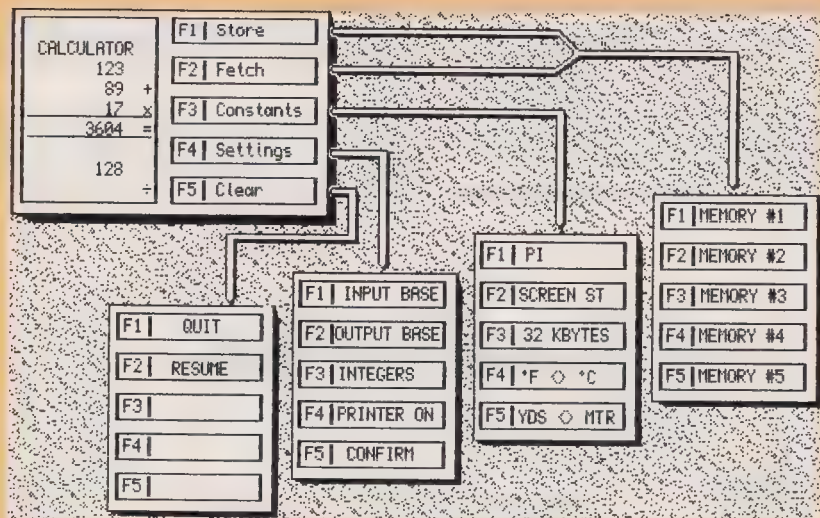 CALCULATOR
123
89 +
17 x
3604 =
128
÷
F1 Store
F2 Fetch
F3 Constants
F4 Settings
F5 Clear
F1 QUIT
F2 RESUME
F3
F4
F5
F1 INPUT BASE
F2 OUTPUT BASE
F3 INTEGERS
F4 PRINTER ON
F5 CONFIRM
F1 PI
F2 SCREEN ST
F3 32 KBYTES
F4 °F ◇ °C
F5 YDS ◇ MTR
F1 MEMORY #1
F2 MEMORY #2
F3 MEMORY #3
F4 MEMORY #4
F5 MEMORY #5